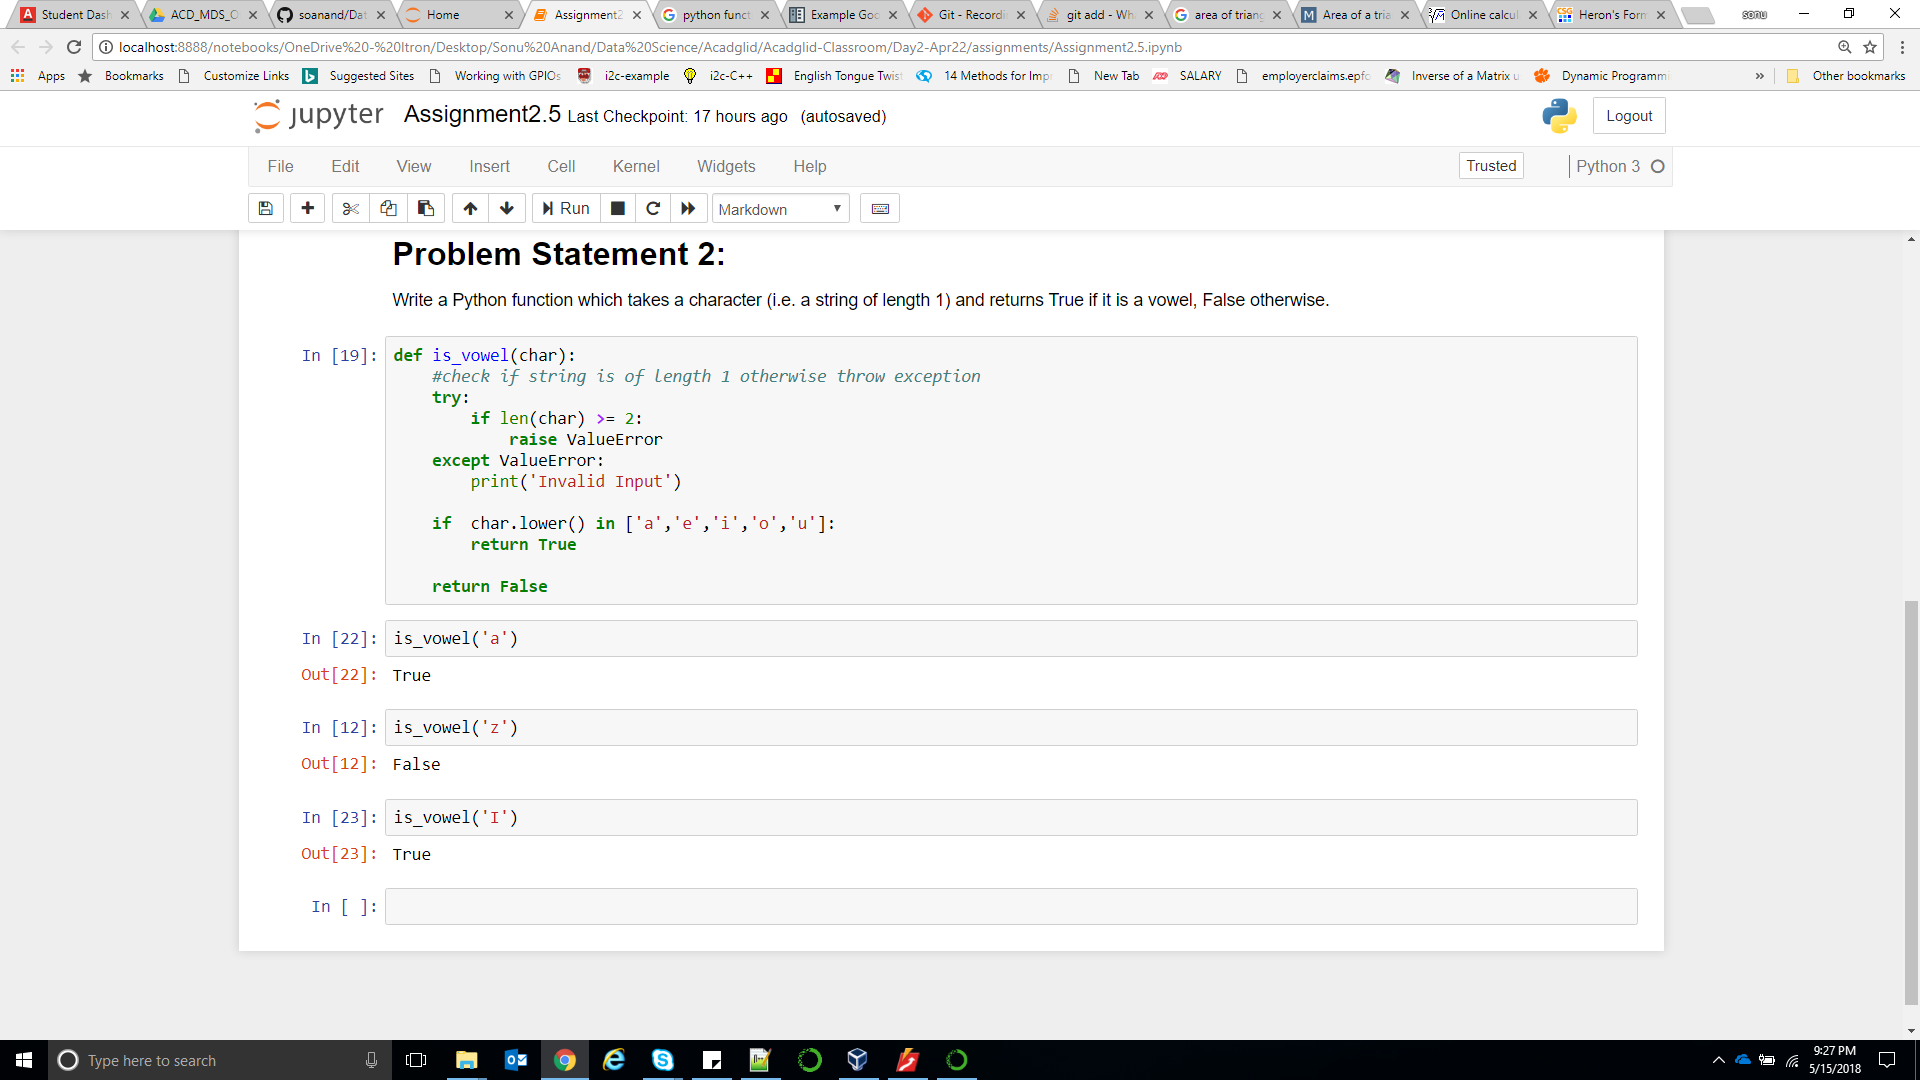 Student Dash ACD_MDS_O soanand/Dat Home Assignment2 python funct Example Goo Git - Recordi git add - Wha area of triang Area of a tria Online calcul Heron's Form sonu
localhost:8888/notebooks/OneDrive%20-%20Itron/Desktop/Sonu%20Anand/Data%20Science/Acadglid/Acadglid-Classroom/Day2-Apr22/assignments/Assignment2.5.ipynb
Apps Bookmarks Customize Links Suggested Sites Working with GPIOs i2c-example i2c-C++ English Tongue Twist 14 Methods for Impr New Tab SALARY employerclaims.epfo Inverse of a Matrix u Dynamic Programmi » Other bookmarks
jupyter Assignment2.5 Last Checkpoint: 17 hours ago (autosaved) Logout
File Edit View Insert Cell Kernel Widgets Help Trusted Python 3
Run Markdown
Problem Statement 2:
Write a Python function which takes a character (i.e. a string of length 1) and returns True if it is a vowel, False otherwise.
In [19]: def is_vowel(char):
#check if string is of length 1 otherwise throw exception
try:
if len(char) >= 2:
raise ValueError
except ValueError:
print('Invalid Input')
if  char.lower() in ['a','e','i','o','u']:
return True
return False
In [22]: is_vowel('a')
Out[22]: True
In [12]: is_vowel('z')
Out[12]: False
In [23]: is_vowel('I')
Out[23]: True
In [ ]:
Type here to search
9:27 PM
5/15/2018